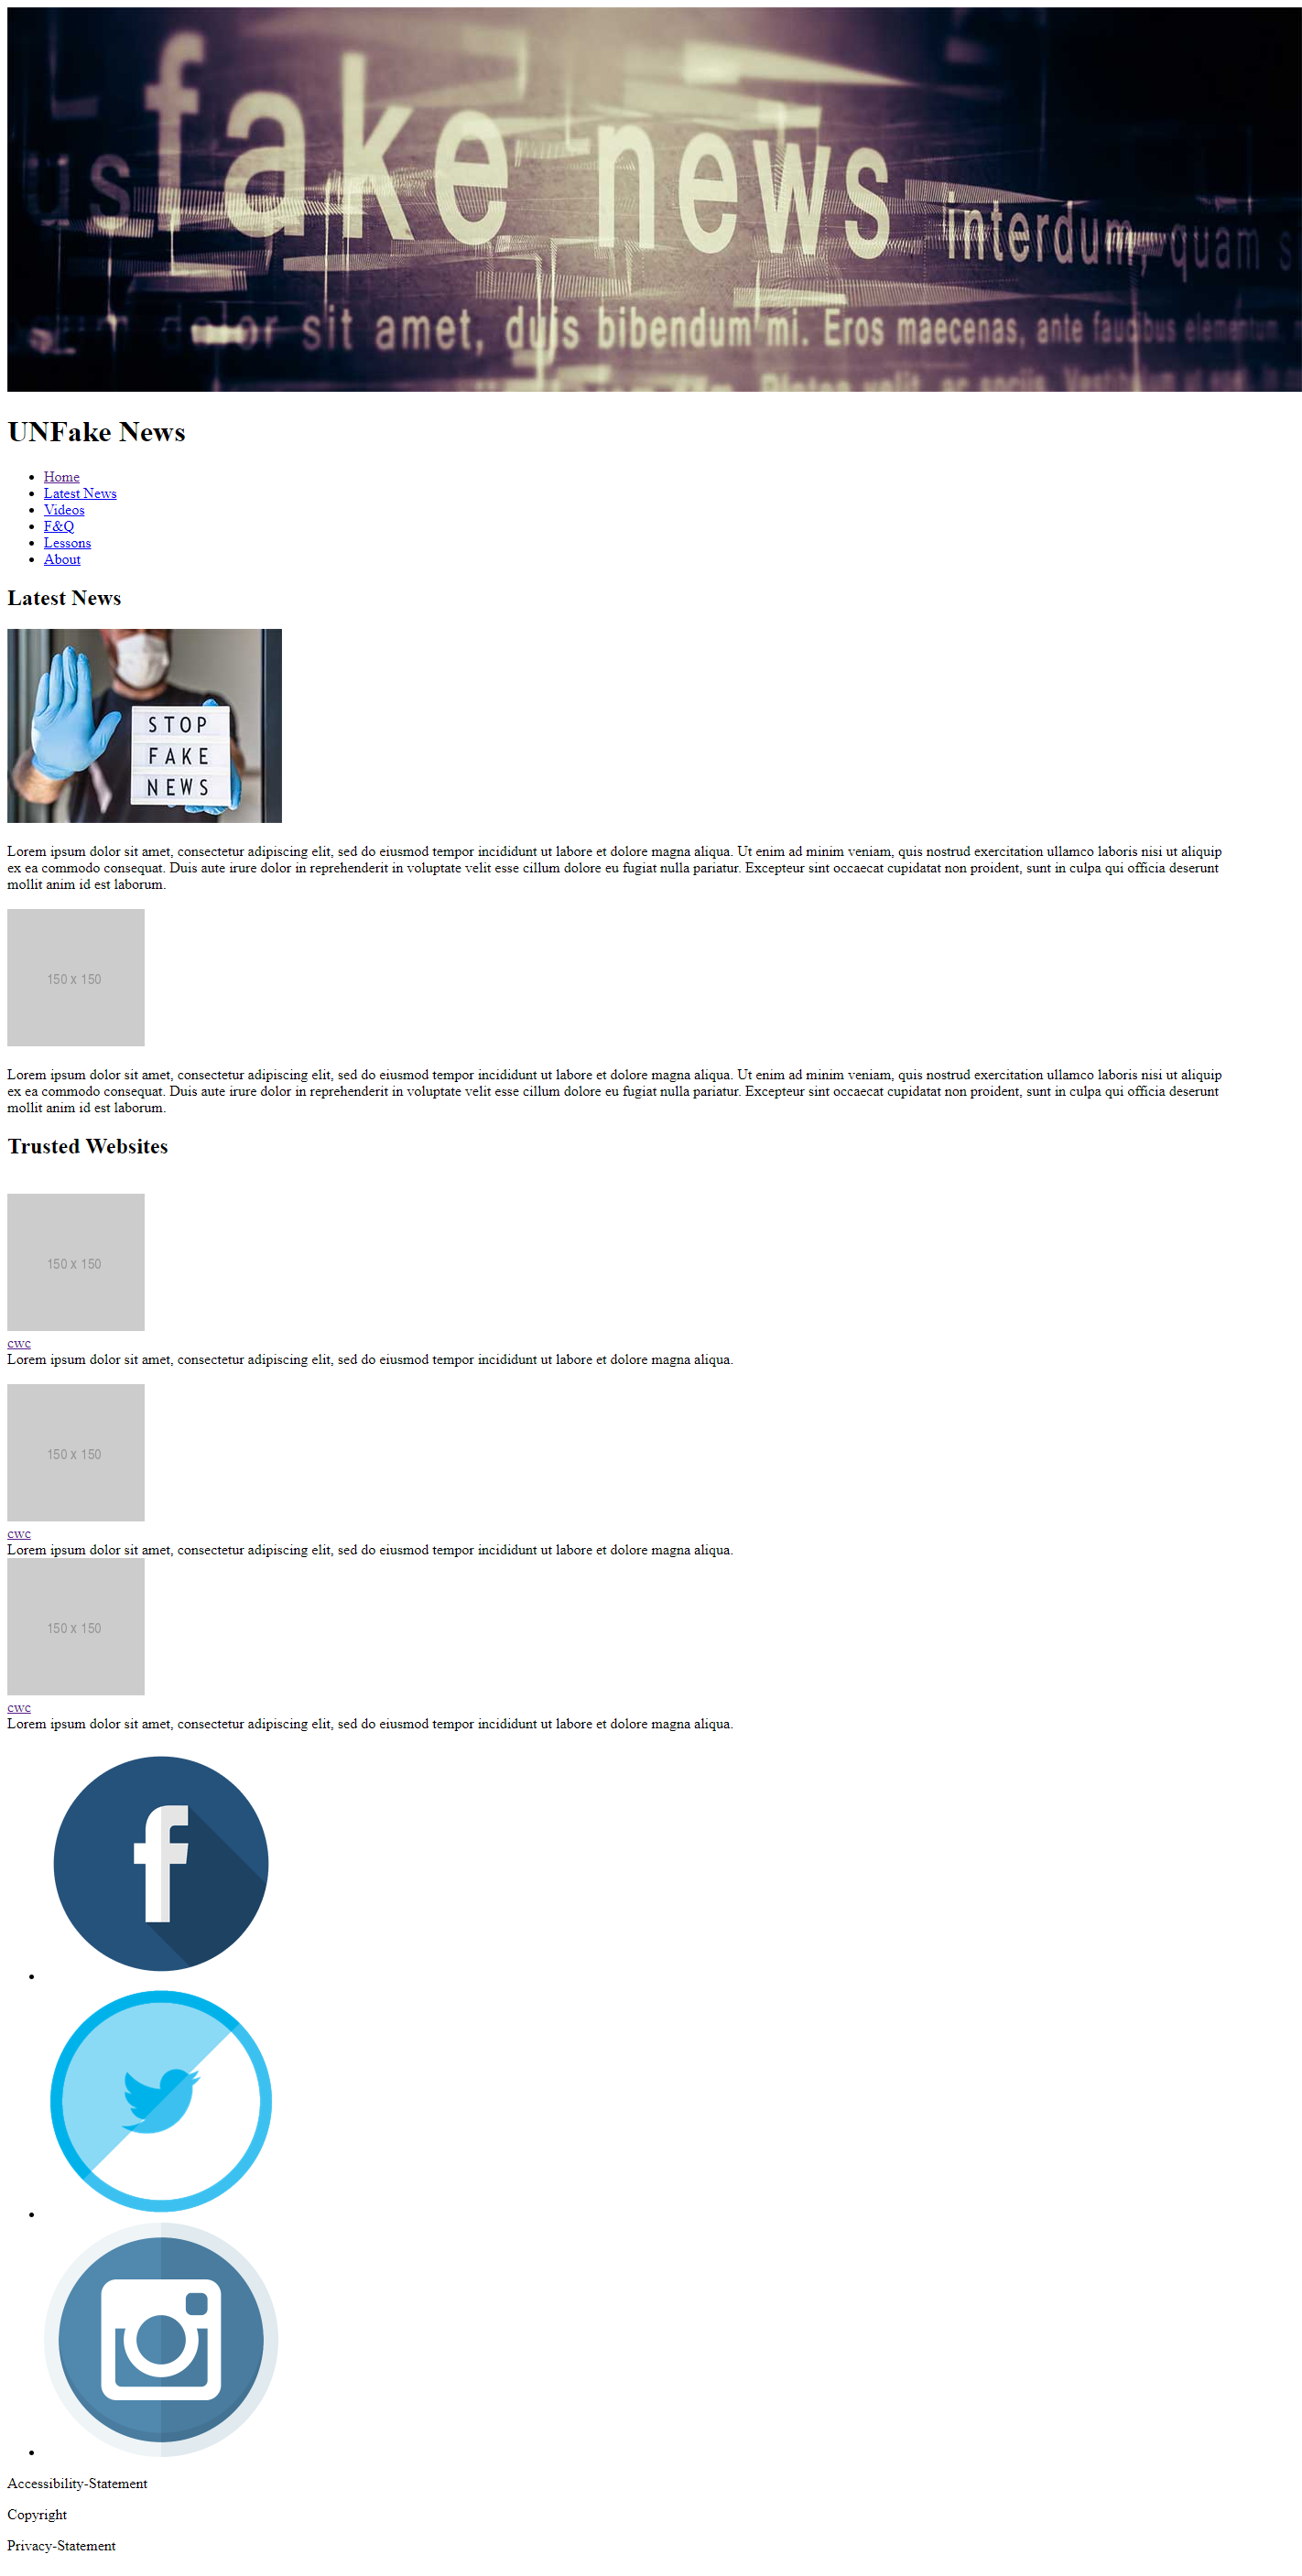 us fake news interdum, quam s
dolor sit amet, duis bibendum mi. Eros maecenas, ante faucibus elementum,
UNFake News
Home
Latest News
Videos
F&Q
Lessons
About
Latest News
STOP
FAKE
NEWS
Lorem ipsum dolor sit amet, consectetur adipiscing elit, sed do eiusmod tempor incididunt ut labore et dolore magna aliqua. Ut enim ad minim veniam, quis nostrud exercitation ullamco laboris nisi ut aliquip
ex ea commodo consequat. Duis aute irure dolor in reprehenderit in voluptate velit esse cillum dolore eu fugiat nulla pariatur. Excepteur sint occaecat cupidatat non proident, sunt in culpa qui officia deserunt
mollit anim id est laborum.
150 x 150
Lorem ipsum dolor sit amet, consectetur adipiscing elit, sed do eiusmod tempor incididunt ut labore et dolore magna aliqua. Ut enim ad minim veniam, quis nostrud exercitation ullamco laboris nisi ut aliquip
ex ea commodo consequat. Duis aute irure dolor in reprehenderit in voluptate velit esse cillum dolore eu fugiat nulla pariatur. Excepteur sint occaecat cupidatat non proident, sunt in culpa qui officia deserunt
mollit anim id est laborum.
Trusted Websites
150 x 150
cwc
Lorem ipsum dolor sit amet, consectetur adipiscing elit, sed do eiusmod tempor incididunt ut labore et dolore magna aliqua.
150 x 150
cwc
Lorem ipsum dolor sit amet, consectetur adipiscing elit, sed do eiusmod tempor incididunt ut labore et dolore magna aliqua.
150 x 150
cwc
Lorem ipsum dolor sit amet, consectetur adipiscing elit, sed do eiusmod tempor incididunt ut labore et dolore magna aliqua.
f
Accessibility-Statement
Copyright
Privacy-Statement